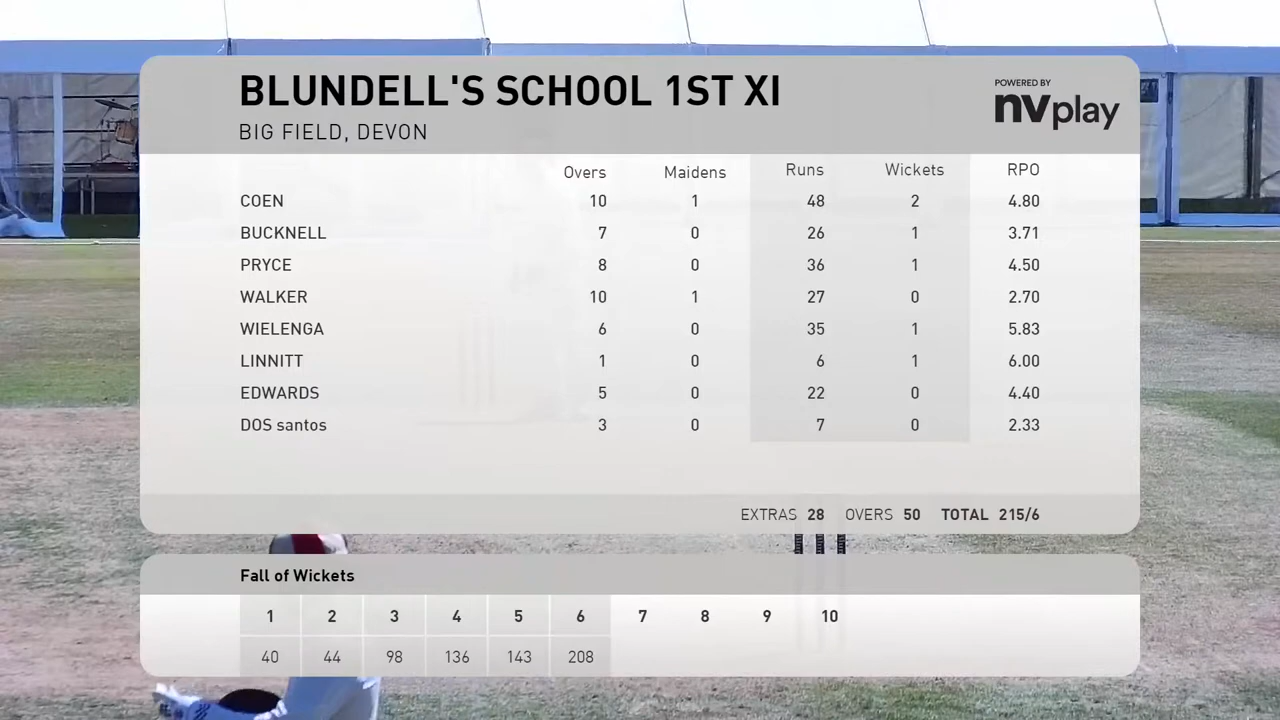 BLUNDELL'S SCHOOL 1ST XI
BIG FIELD, DEVON
POWERED BY
nvplay
Overs Maidens Runs Wickets RPO
COEN 10 1 48 2 4.80
BUCKNELL 7 0 26 1 3.71
PRYCE 8 0 36 1 4.50
WALKER 10 1 27 0 2.70
WIELENGA 6 0 35 1 5.83
LINNITT 1 0 6 1 6.00
EDWARDS 5 0 22 0 4.40
DOS santos 3 0 7 0 2.33
EXTRAS 28 OVERS 50 TOTAL 215/6
Fall of Wickets
1 2 3 4 5 6 7 8 9 10
40 44 98 136 143 208